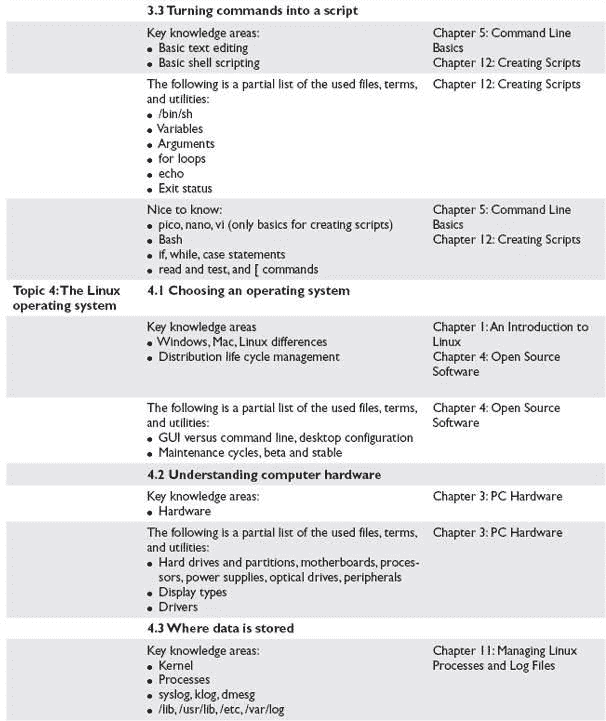 3.3 Turning commands into a script
Key knowledge areas:
• Basic text editing
• Basic shell scripting
Chapter 5: Command Line
Basics
Chapter 12: Creating Scripts
The following is a partial list of the used files, terms,
and utilities:
• /bin/sh
• Variables
• Arguments
• for loops
• echo
• Exit status
Chapter 12: Creating Scripts
Nice to know:
• pico, nano, vi (only basics for creating scripts)
• Bash
• if, while, case statements
• read and test, and [ commands
Chapter 5: Command Line
Basics
Chapter 12: Creating Scripts
Topic 4: The Linux
operating system
4.1 Choosing an operating system
Key knowledge areas
• Windows, Mac, Linux differences
• Distribution life cycle management
Chapter 1: An Introduction to
Linux
Chapter 4: Open Source
Software
The following is a partial list of the used files, terms,
and utilities:
• GUI versus command line, desktop configuration
• Maintenance cycles, beta and stable
Chapter 4: Open Source
Software
4.2 Understanding computer hardware
Key knowledge areas:
• Hardware
Chapter 3: PC Hardware
The following is a partial list of the used files, terms,
and utilities:
• Hard drives and partitions, motherboards, proces-
sors, power supplies, optical drives, peripherals
• Display types
• Drivers
Chapter 3: PC Hardware
4.3 Where data is stored
Key knowledge areas:
• Kernel
• Processes
• syslog, klog, dmesg
• /lib, /usr/lib, /etc, /var/log
Chapter 11: Managing Linux
Processes and Log Files